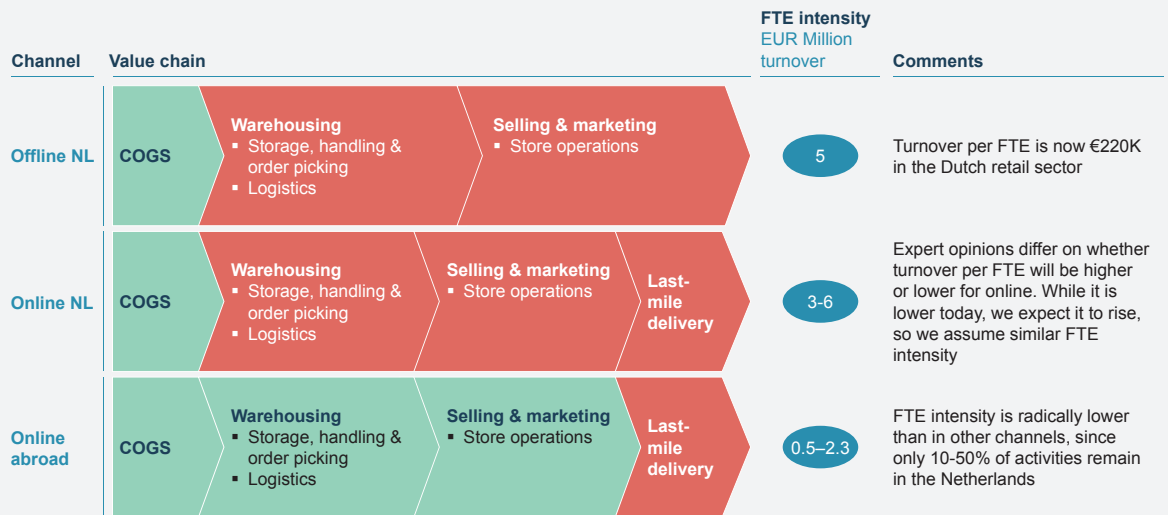 FTE intensity
EUR Million
turnover
Channel
Value chain
Comments
Offline NL
COGS
Warehousing
▪ Storage, handling &
order picking
▪ Logistics
Selling & marketing
▪ Store operations
5
Turnover per FTE is now €220K
in the Dutch retail sector
Online NL
COGS
Warehousing
▪ Storage, handling &
order picking
▪ Logistics
Selling & marketing
▪ Store operations
Last-
mile
delivery
3-6
Expert opinions differ on whether
turnover per FTE will be higher
or lower for online. While it is
lower today, we expect it to rise,
so we assume similar FTE
intensity
Online
abroad
COGS
Warehousing
▪ Storage, handling &
order picking
▪ Logistics
Selling & marketing
▪ Store operations
Last-
mile
delivery
0.5–2.3
FTE intensity is radically lower
than in other channels, since
only 10-50% of activities remain
in the Netherlands